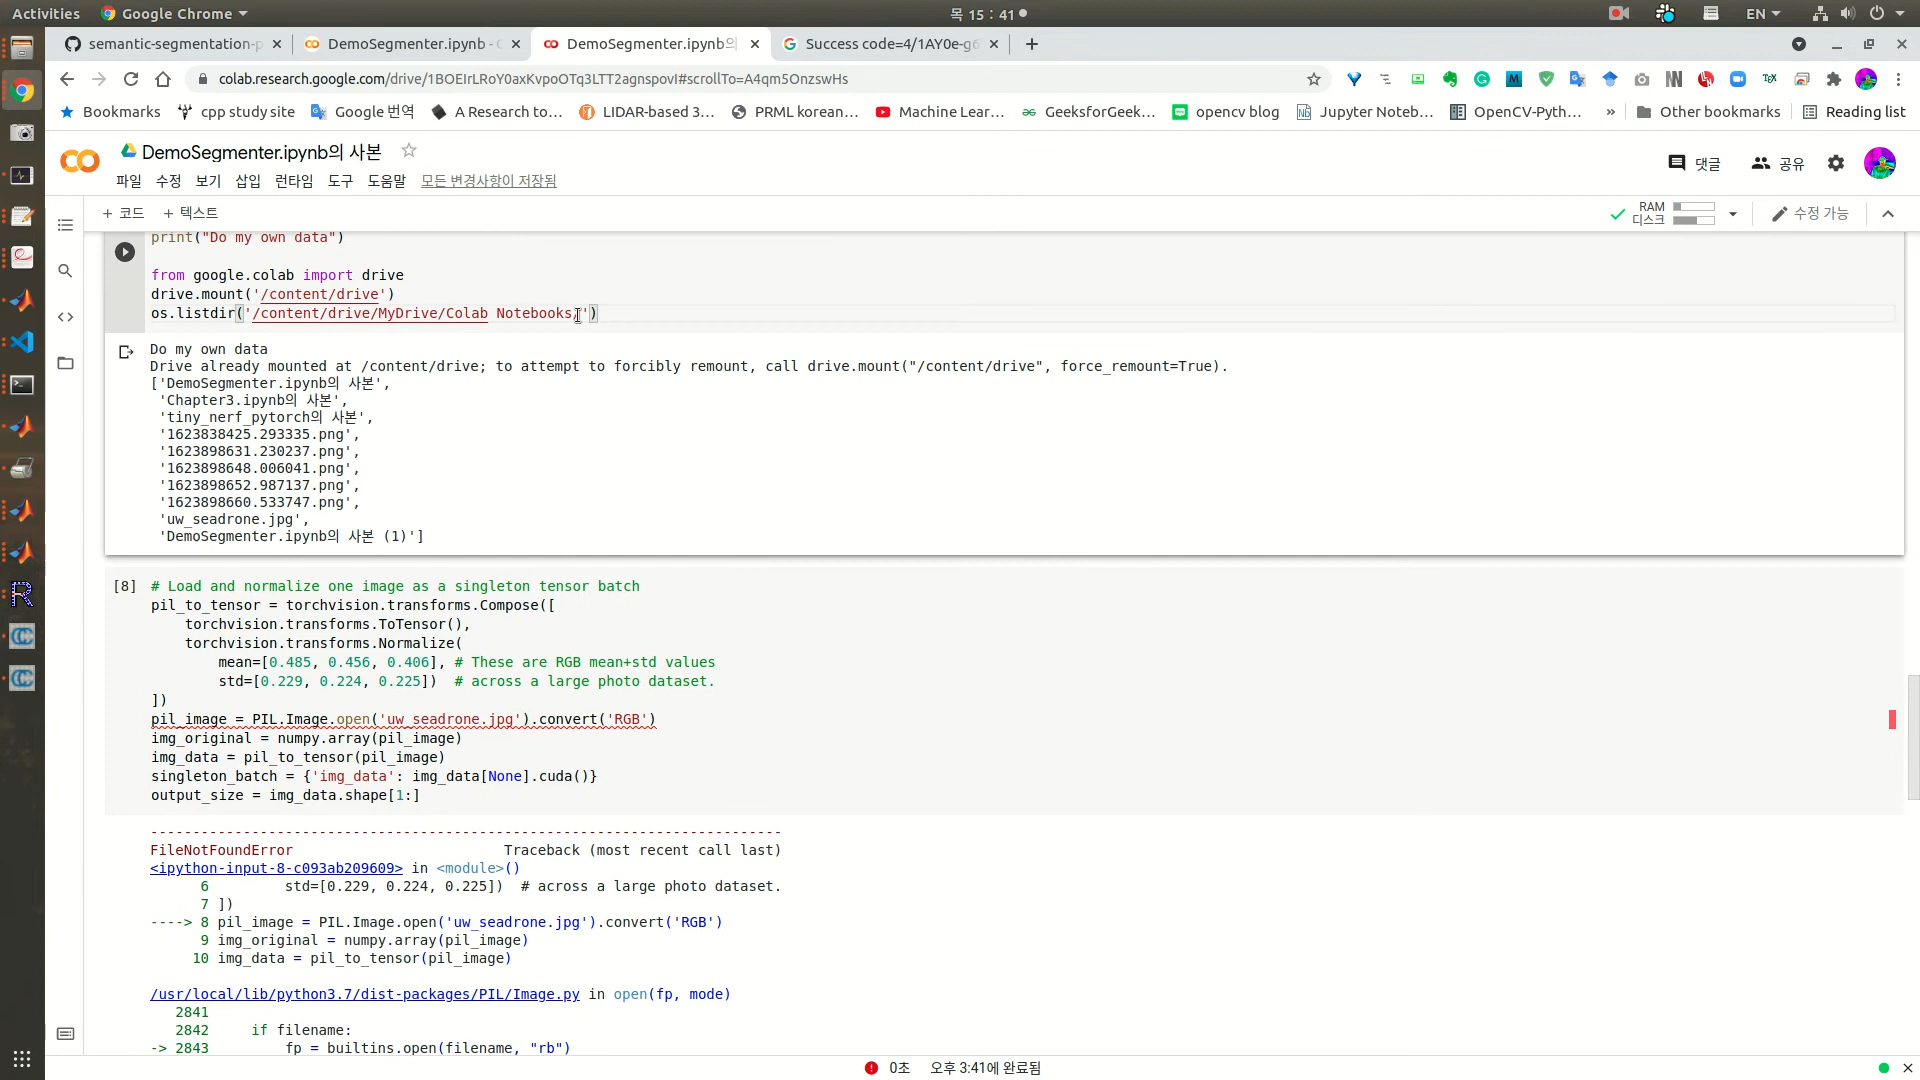 Activities
Google Chrome
목 15 : 41
EN
semantic-segmentation-p
DemoSegmenter.ipynb - C
DemoSegmenter.ipynb의
Success code=4/1AY0e-g6
colab.research.google.com/drive/1BOEIrLRoY0axKvpoOTq3LTT2agnspovI#scrollTo=A4qm5OnzswHs
Bookmarks
cpp study site
Google 번역
A Research to...
LIDAR-based 3...
PRML korean...
Machine Lear...
GeeksforGeek...
opencv blog
Jupyter Noteb...
OpenCV-Pyth...
»
Other bookmarks
Reading list
DemoSegmenter.ipynb의 사본
파일 수정 보기 삽입 런타임 도구 도움말 모든 변경사항이 저장됨
댓글
공유
+ 코드 + 텍스트
RAM
디스크
수정 가능
print("Do my own data")
from google.colab import drive
drive.mount('/content/drive')
os.listdir('/content/drive/MyDrive/Colab Notebooks/')
Do my own data
Drive already mounted at /content/drive; to attempt to forcibly remount, call drive.mount("/content/drive", force_remount=True).
['DemoSegmenter.ipynb의 사본',
'Chapter3.ipynb의 사본',
'tiny_nerf_pytorch의 사본',
'1623838425.293335.png',
'1623898631.230237.png',
'1623898648.006041.png',
'1623898652.987137.png',
'1623898660.533747.png',
'uw_seadrone.jpg',
'DemoSegmenter.ipynb의 사본 (1)']
[8] # Load and normalize one image as a singleton tensor batch
pil_to_tensor = torchvision.transforms.Compose([
torchvision.transforms.ToTensor(),
torchvision.transforms.Normalize(
mean=[0.485, 0.456, 0.406], # These are RGB mean+std values
std=[0.229, 0.224, 0.225]) # across a large photo dataset.
])
pil_image = PIL.Image.open('uw_seadrone.jpg').convert('RGB')
img_original = numpy.array(pil_image)
img_data = pil_to_tensor(pil_image)
singleton_batch = {'img_data': img_data[None].cuda()}
output_size = img_data.shape[1:]
---------------------------------------------------------------------------
FileNotFoundError Traceback (most recent call last)
<ipython-input-8-c093ab209609> in <module>()
6 std=[0.229, 0.224, 0.225]) # across a large photo dataset.
7 ])
----> 8 pil_image = PIL.Image.open('uw_seadrone.jpg').convert('RGB')
9 img_original = numpy.array(pil_image)
10 img_data = pil_to_tensor(pil_image)
/usr/local/lib/python3.7/dist-packages/PIL/Image.py in open(fp, mode)
2841
2842 if filename:
-> 2843 fp = builtins.open(filename, "rb")
0초 오후 3:41에 완료됨